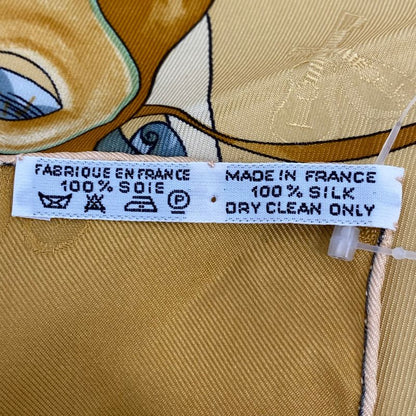 FABRIQUE EN FRANCE
100% SOIE
P
MADE IN FRANCE
100% SILK
DRY CLEAN ONLY